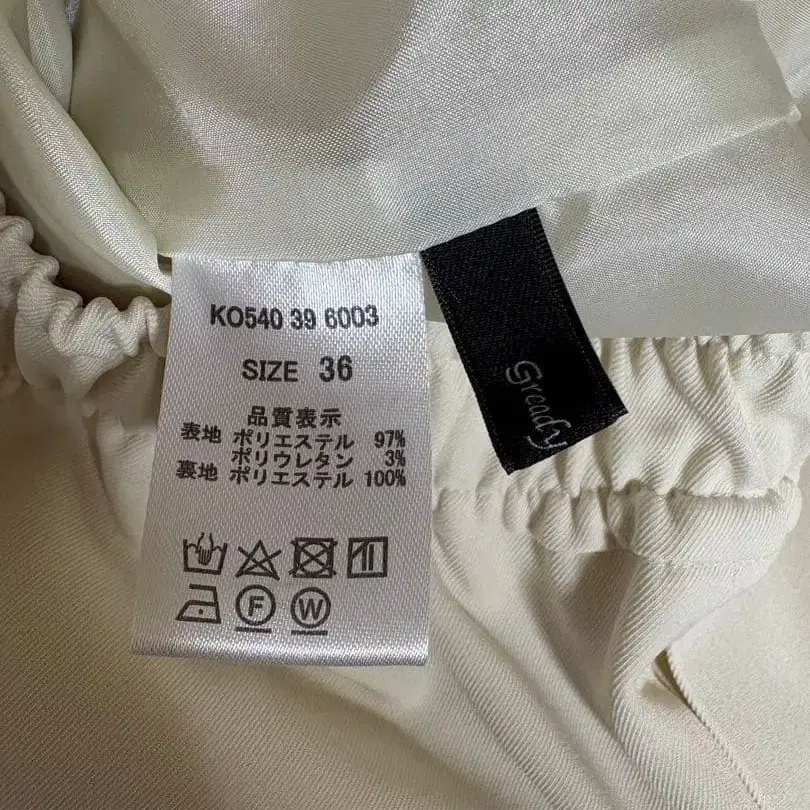 KO540 39 6003
SIZE 36
品質表示
表地 ポリエステル 97%
ポリウレタン 3%
裏地 ポリエステル 100%
F W
Gready